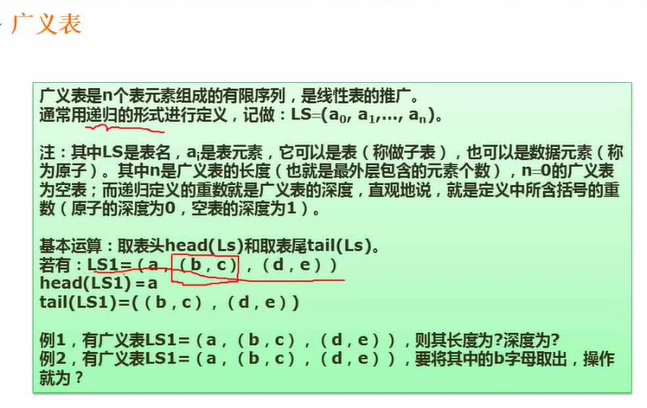 广义表
广义表是n个表元素组成的有限序列，是线性表的推广。
通常用递归的形式进行定义，记做：LS=(a₀, a₁,..., aₙ)。
注：其中LS是表名，aᵢ是表元素，它可以是表（称做子表），也可以是数据元素（称
为原子）。其中n是广义表的长度（也就是最外层包含的元素个数），n=0的广义表
为空表；而递归定义的重数就是广义表的深度，直观地说，就是定义中所含括号的重
数（原子的深度为0，空表的深度为1）。
基本运算：取表头head(Ls)和取表尾tail(Ls)。
若有：LS1=（a，（b，c），（d，e））
head(LS1)=a
tail(LS1)=(（b，c），（d，e）)
例1，有广义表LS1=（a，（b，c），（d，e）），则其长度为?深度为?
例2，有广义表LS1=（a，（b，c），（d，e）），要将其中的b字母取出，操作
就为？